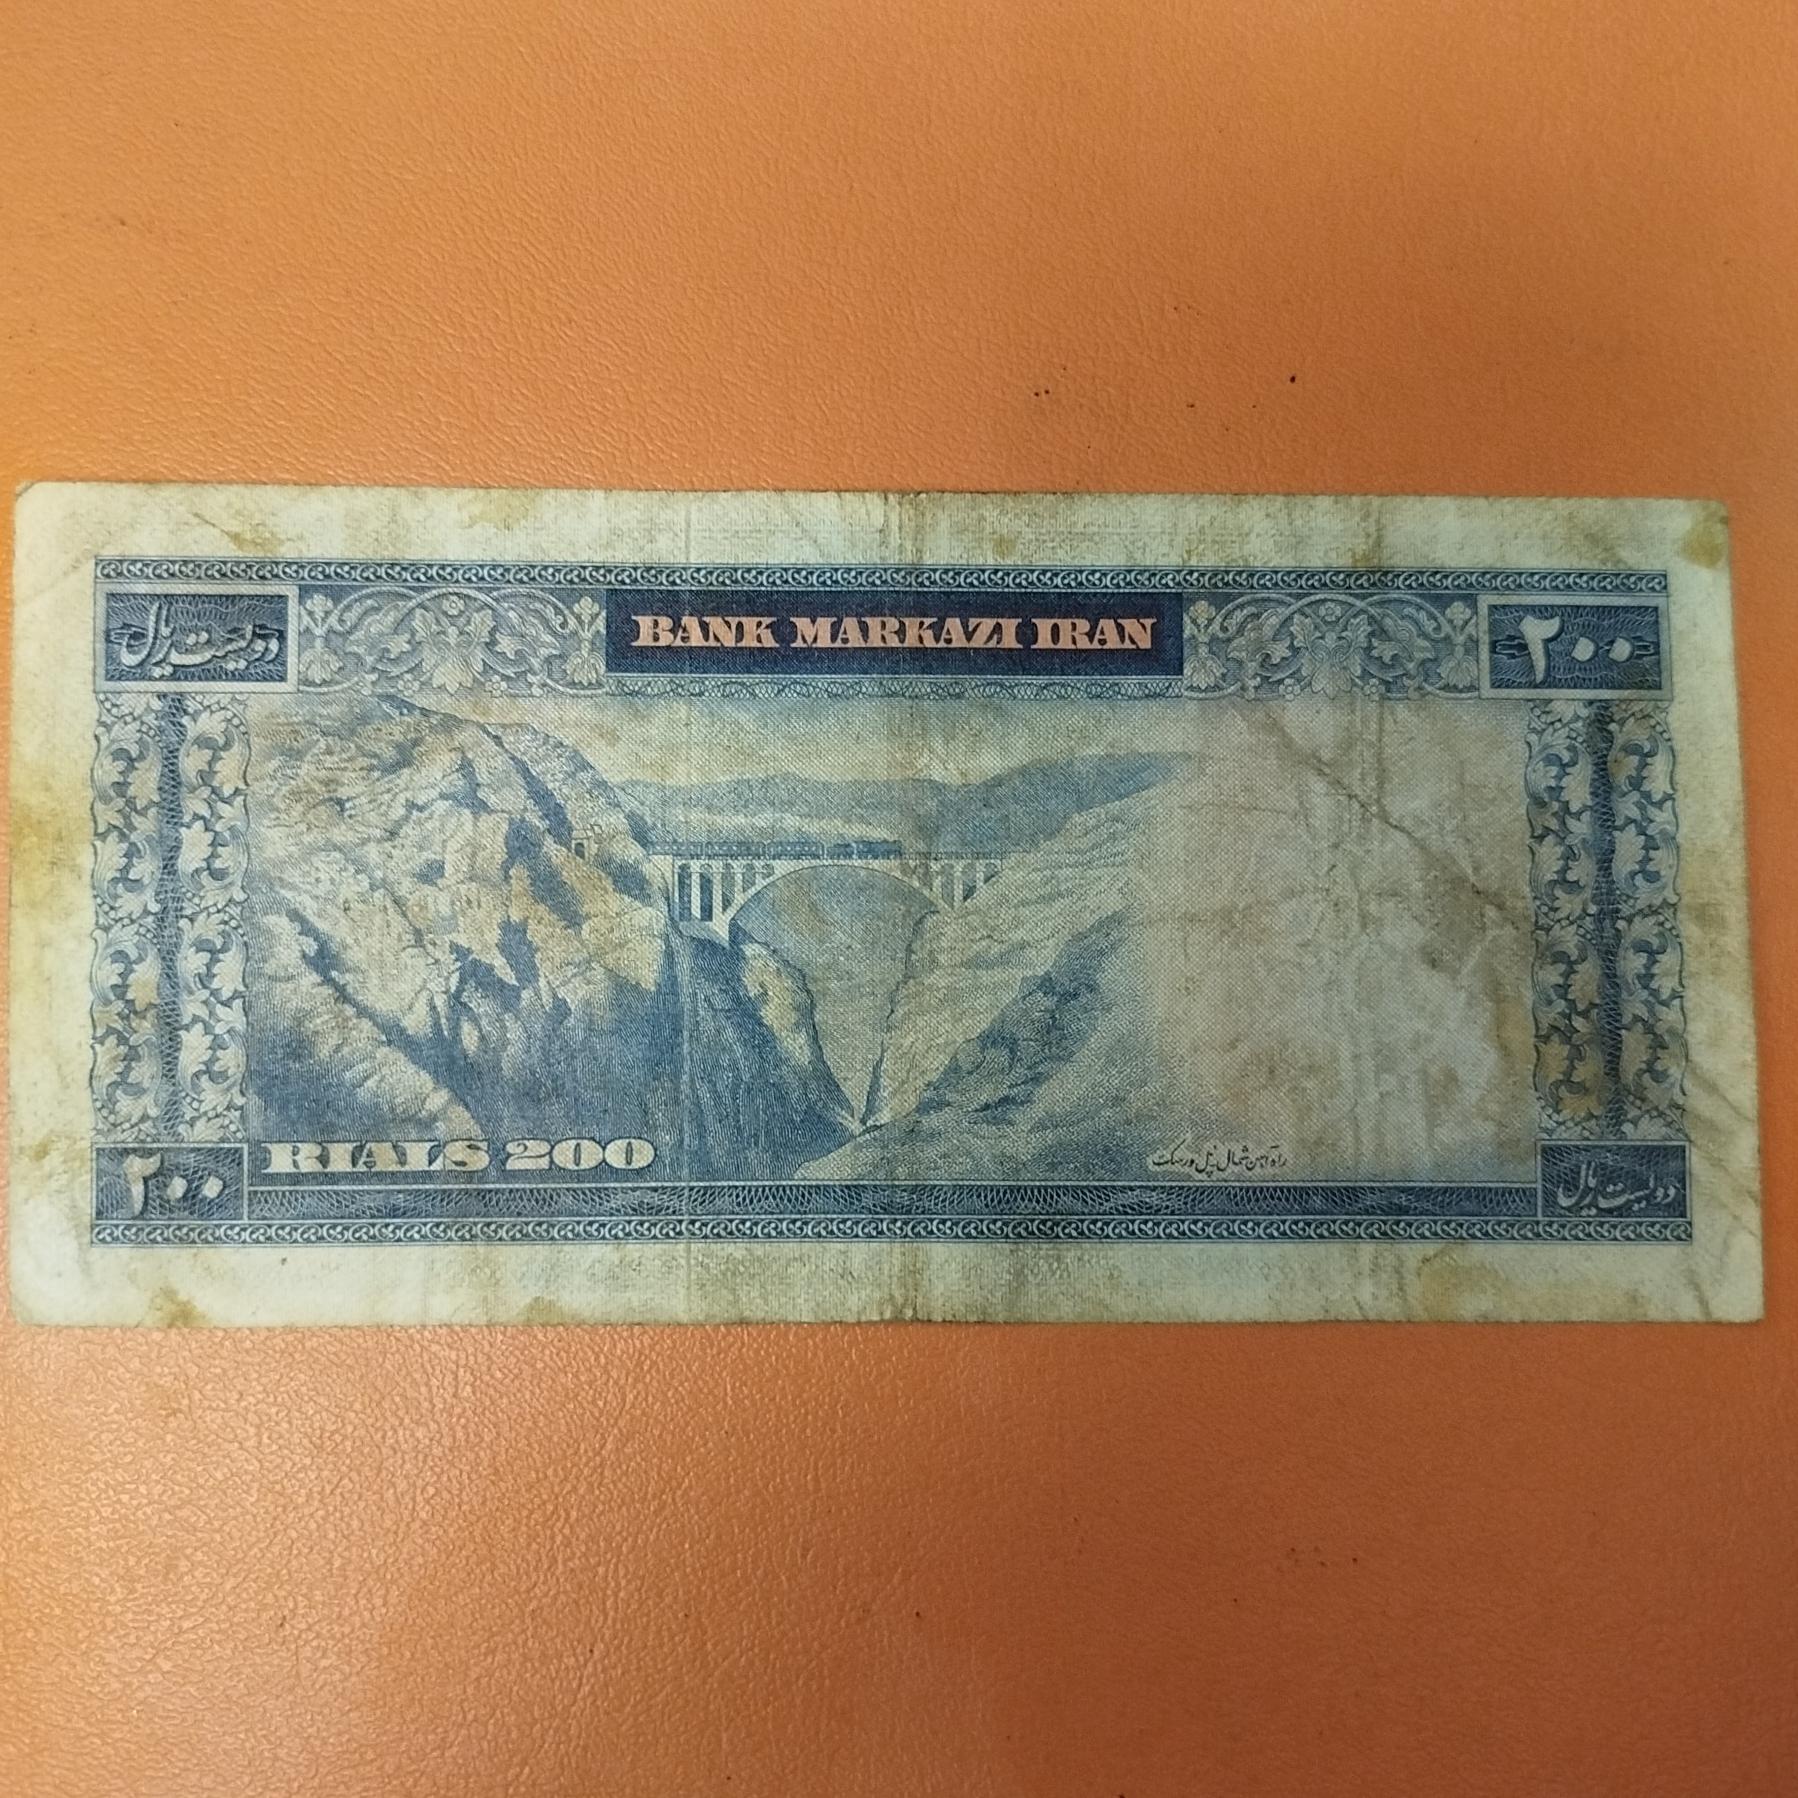 دویست ریال
BANK MARKAZI IRAN
۲۰۰
RIALS 200
راه آهن شمال پل ورسک
۲۰۰
دویست ریال